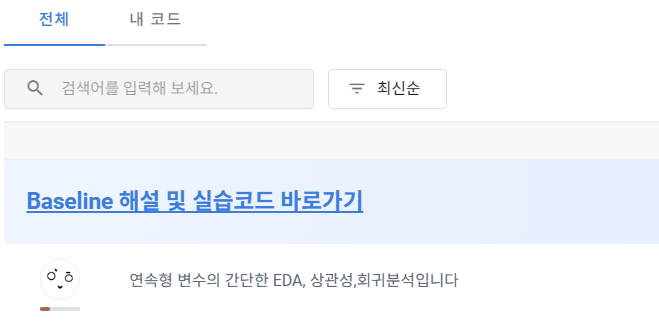 전체 내 코드
검색어를 입력해 보세요. 최신순
Baseline 해설 및 실습코드 바로가기
연속형 변수의 간단한 EDA, 상관성,회귀분석입니다